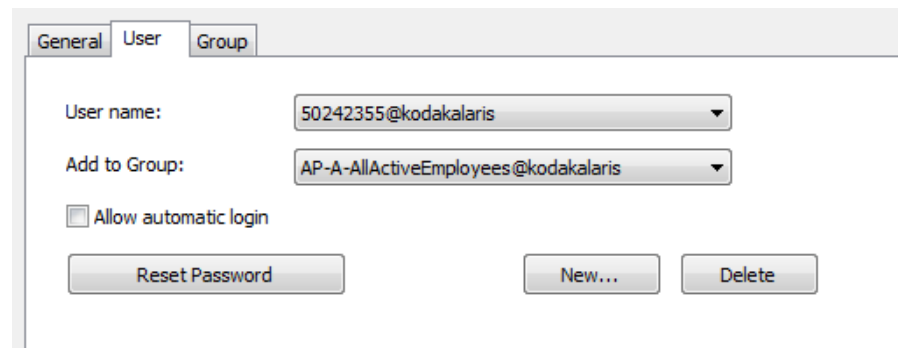 General User Group
User name: 50242355@kodakalaris
Add to Group: AP-A-AllActiveEmployees@kodakalaris
Allow automatic login
Reset Password New... Delete